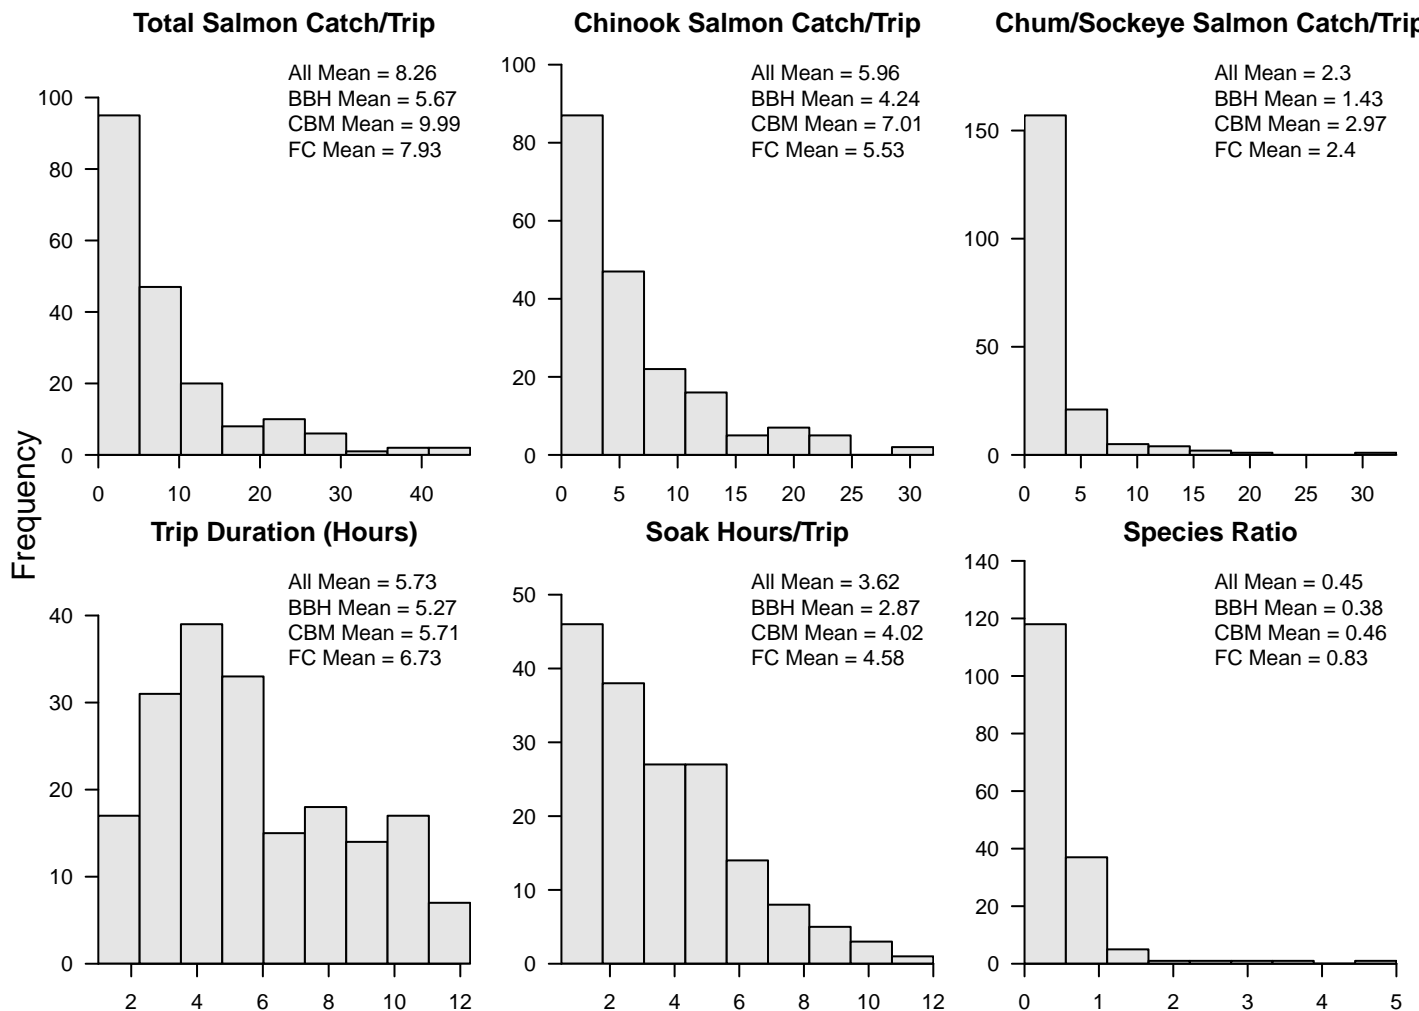 Total Salmon Catch/Trip
All Mean = 8.26
BBH Mean = 5.67
CBM Mean = 9.99
FC Mean = 7.93
100
80
60
40
20
0
0 10 20 30 40
Chinook Salmon Catch/Trip
All Mean = 5.96
BBH Mean = 4.24
CBM Mean = 7.01
FC Mean = 5.53
100
80
60
40
20
0
0 5 10 15 20 25 30
Chum/Sockeye Salmon Catch/Trip
All Mean = 2.3
BBH Mean = 1.43
CBM Mean = 2.97
FC Mean = 2.4
150
100
50
0
0 5 10 15 20 25 30
Frequency
Trip Duration (Hours)
All Mean = 5.73
BBH Mean = 5.27
CBM Mean = 5.71
FC Mean = 6.73
40
30
20
10
0
2 4 6 8 10 12
Soak Hours/Trip
All Mean = 3.62
BBH Mean = 2.87
CBM Mean = 4.02
FC Mean = 4.58
50
40
30
20
10
0
2 4 6 8 10 12
Species Ratio
All Mean = 0.45
BBH Mean = 0.38
CBM Mean = 0.46
FC Mean = 0.83
140
120
100
80
60
40
20
0
0 1 2 3 4 5